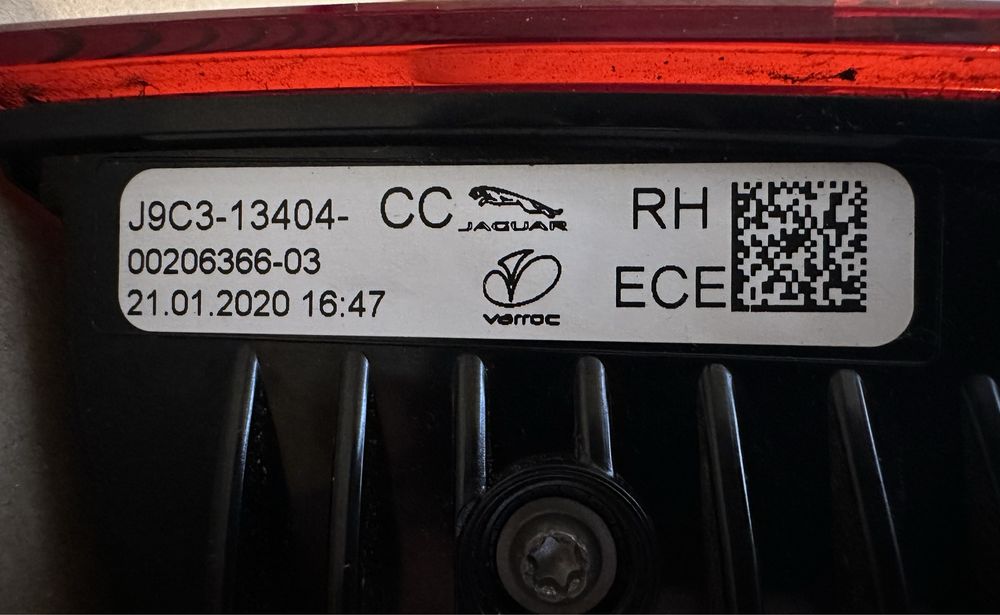 J9C3-13404- CC JAGUAR RH
00206366-03 ECE
21.01.2020 16:47 varroc